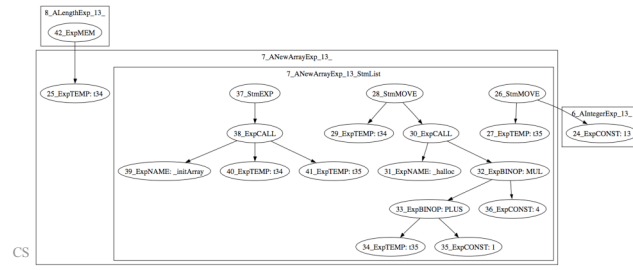 8_ALengthExp_13_
42_ExpMEM
7_ANewArrayExp_13_
25_ExpTEMP: t34
7_ANewArrayExp_13_StmList
37_StmEXP
28_StmMOVE
26_StmMOVE
6_AIntegerExp_13_
38_ExpCALL
29_ExpTEMP: t34
30_ExpCALL
27_ExpTEMP: t35
24_ExpCONST: 13
39_ExpNAME: _initArray
40_ExpTEMP: t34
41_ExpTEMP: t35
31_ExpNAME: _halloc
32_ExpBINOP: MUL
33_ExpBINOP: PLUS
36_ExpCONST: 4
34_ExpTEMP: t35
35_ExpCONST: 1
CS